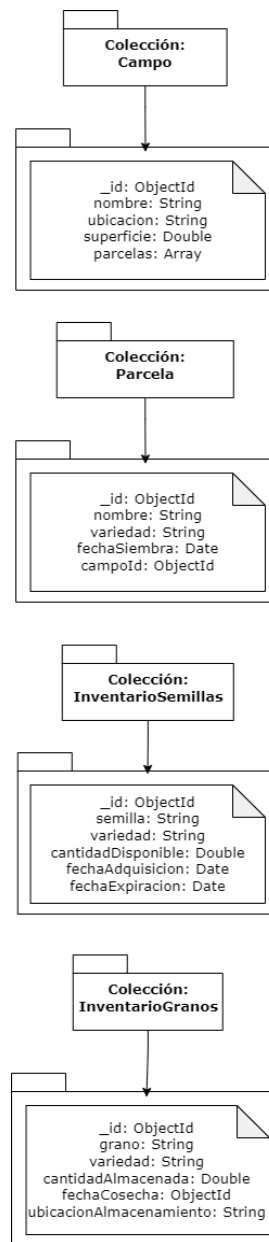 Colección:
Campo
_id: ObjectId
nombre: String
ubicacion: String
superficie: Double
parcelas: Array
Colección:
Parcela
_id: ObjectId
nombre: String
variedad: String
fechaSiembra: Date
campoId: ObjectId
Colección:
InventarioSemillas
_id: ObjectId
semilla: String
variedad: String
cantidadDisponible: Double
fechaAdquisicion: Date
fechaExpiracion: Date
Colección:
InventarioGranos
_id: ObjectId
grano: String
variedad: String
cantidadAlmacenada: Double
fechaCosecha: ObjectId
ubicacionAlmacenamiento: String